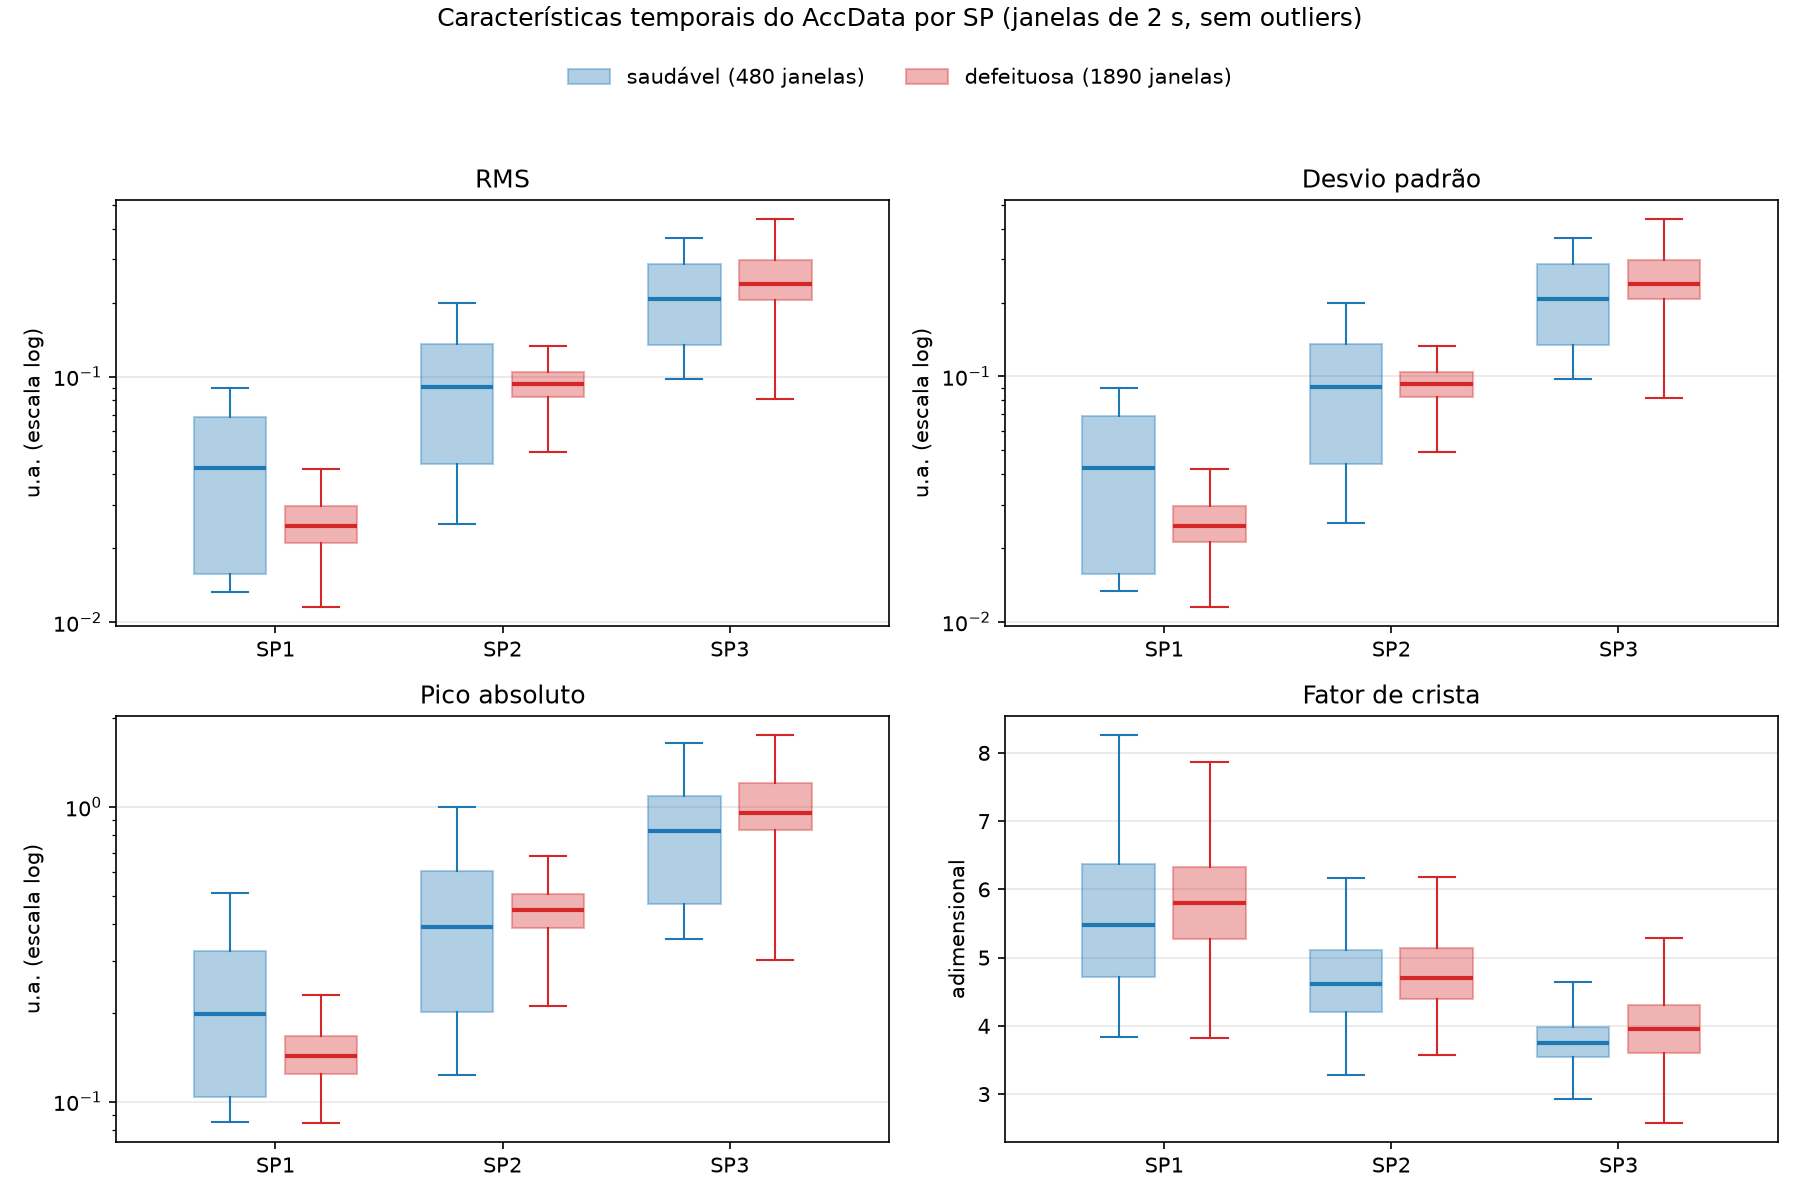 Características temporais do AccData por SP (janelas de 2 s, sem outliers)
saudável (480 janelas)
defeituosa (1890 janelas)
RMS
u.a. (escala log)
10⁻¹
10⁻²
SP1
SP2
SP3
Desvio padrão
u.a. (escala log)
10⁻¹
10⁻²
SP1
SP2
SP3
Pico absoluto
u.a. (escala log)
10⁰
10⁻¹
SP1
SP2
SP3
Fator de crista
adimensional
8
7
6
5
4
3
SP1
SP2
SP3